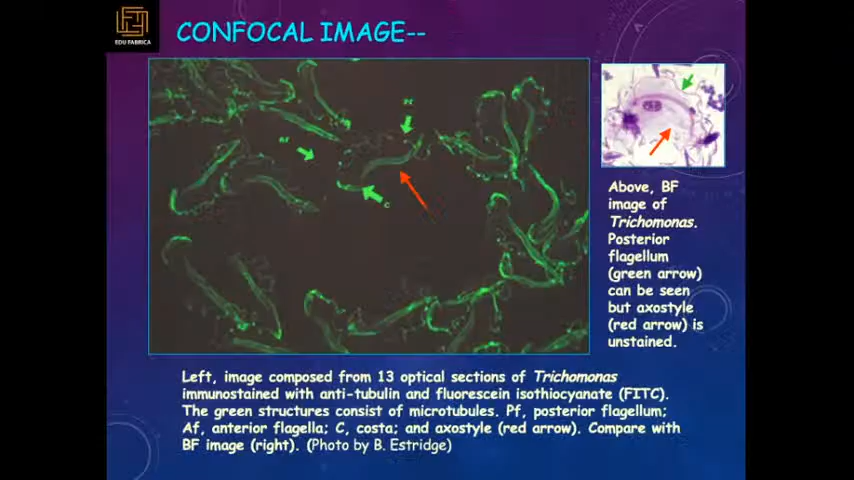 EDU FABRICA
CONFOCAL IMAGE--
Pf
Af
C
Above, BF
image of
Trichomonas.
Posterior
flagellum
(green arrow)
can be seen
but axostyle
(red arrow) is
unstained.
Left, image composed from 13 optical sections of Trichomonas
immunostained with anti-tubulin and fluorescein isothiocyanate (FITC).
The green structures consist of microtubules. Pf, posterior flagellum;
Af, anterior flagella; C, costa; and axostyle (red arrow). Compare with
BF image (right). (Photo by B. Estridge)